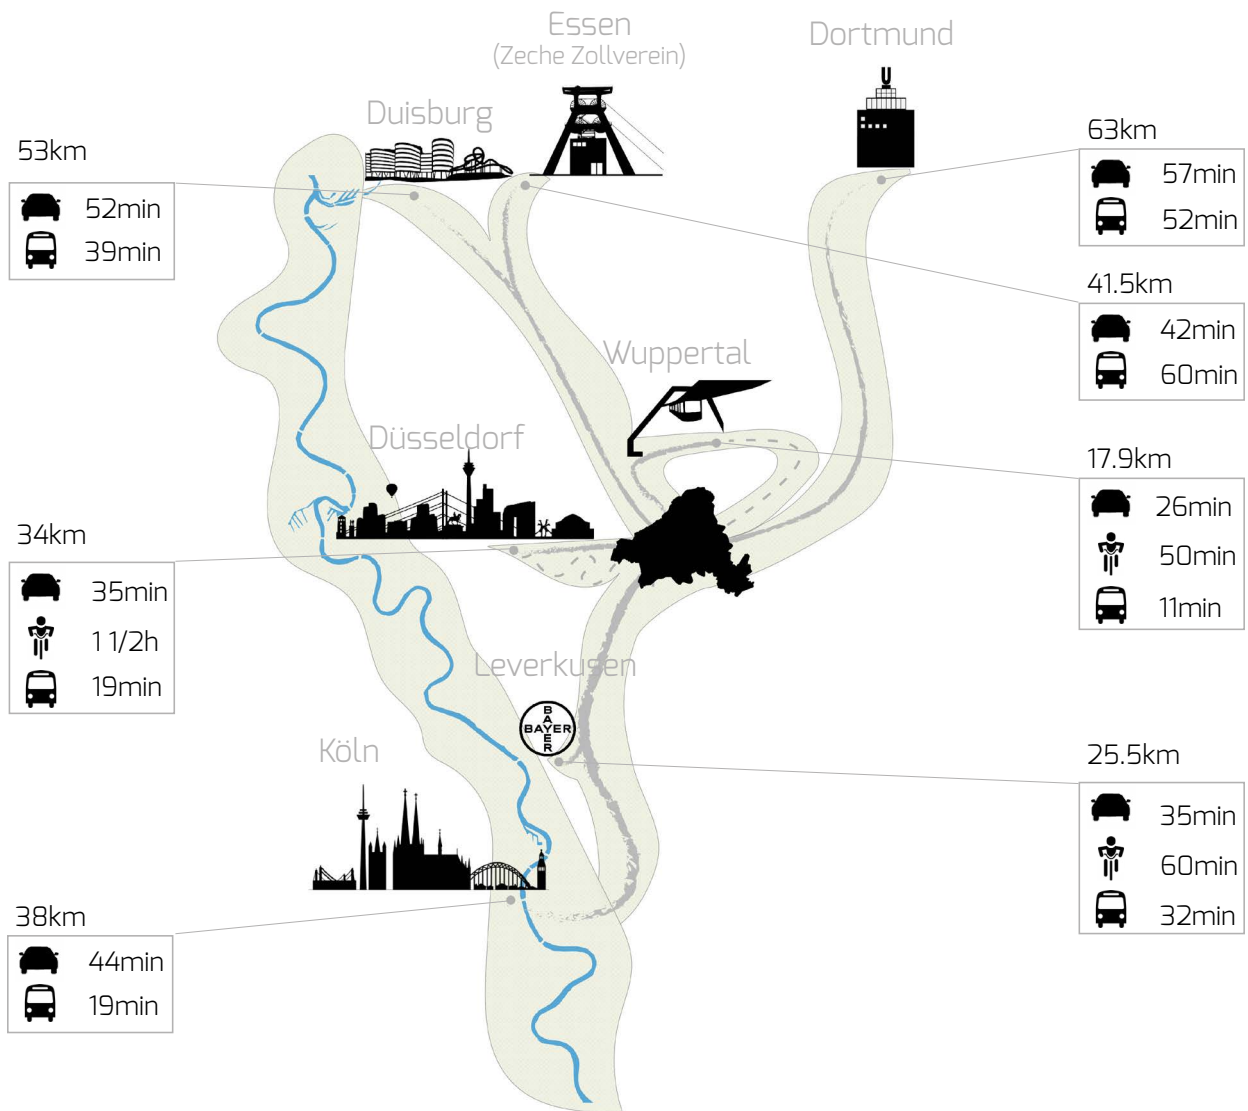 Essen
(Zeche Zollverein)
Dortmund
U
Duisburg
53km
52min
39min
63km
57min
52min
41.5km
42min
60min
Wuppertal
Düsseldorf
17.9km
26min
50min
11min
34km
35min
1 1/2h
19min
Leverkusen
BAYER
BAYER
Köln
25.5km
35min
60min
32min
38km
44min
19min